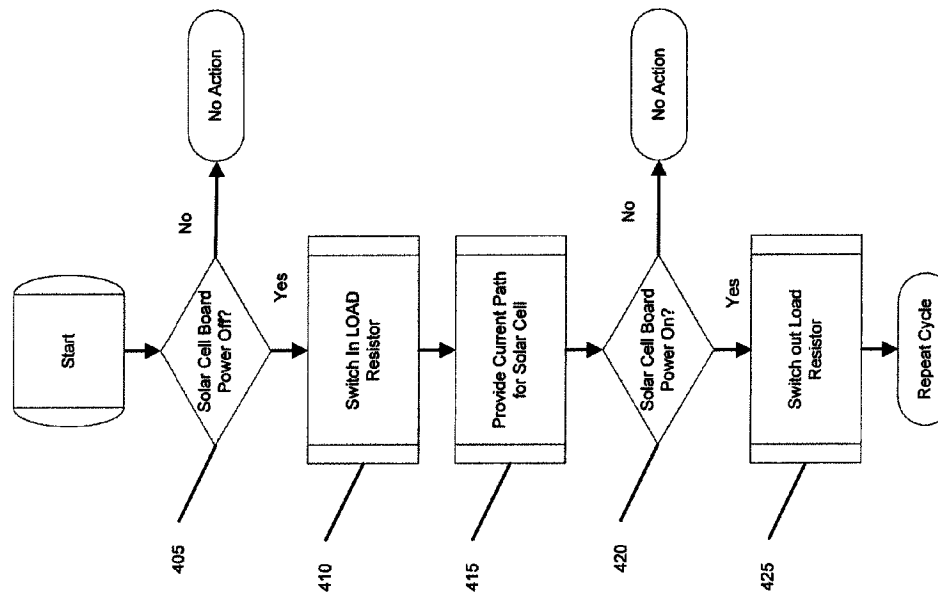 Start
405
Solar Cell Board
Power Off?
No
No Action
Yes
410
Switch In LOAD
Resistor
415
Provide Current Path
for Solar Cell
420
Solar Cell Board
Power On?
No
No Action
Yes
425
Switch out Load
Resistor
Repeat Cycle